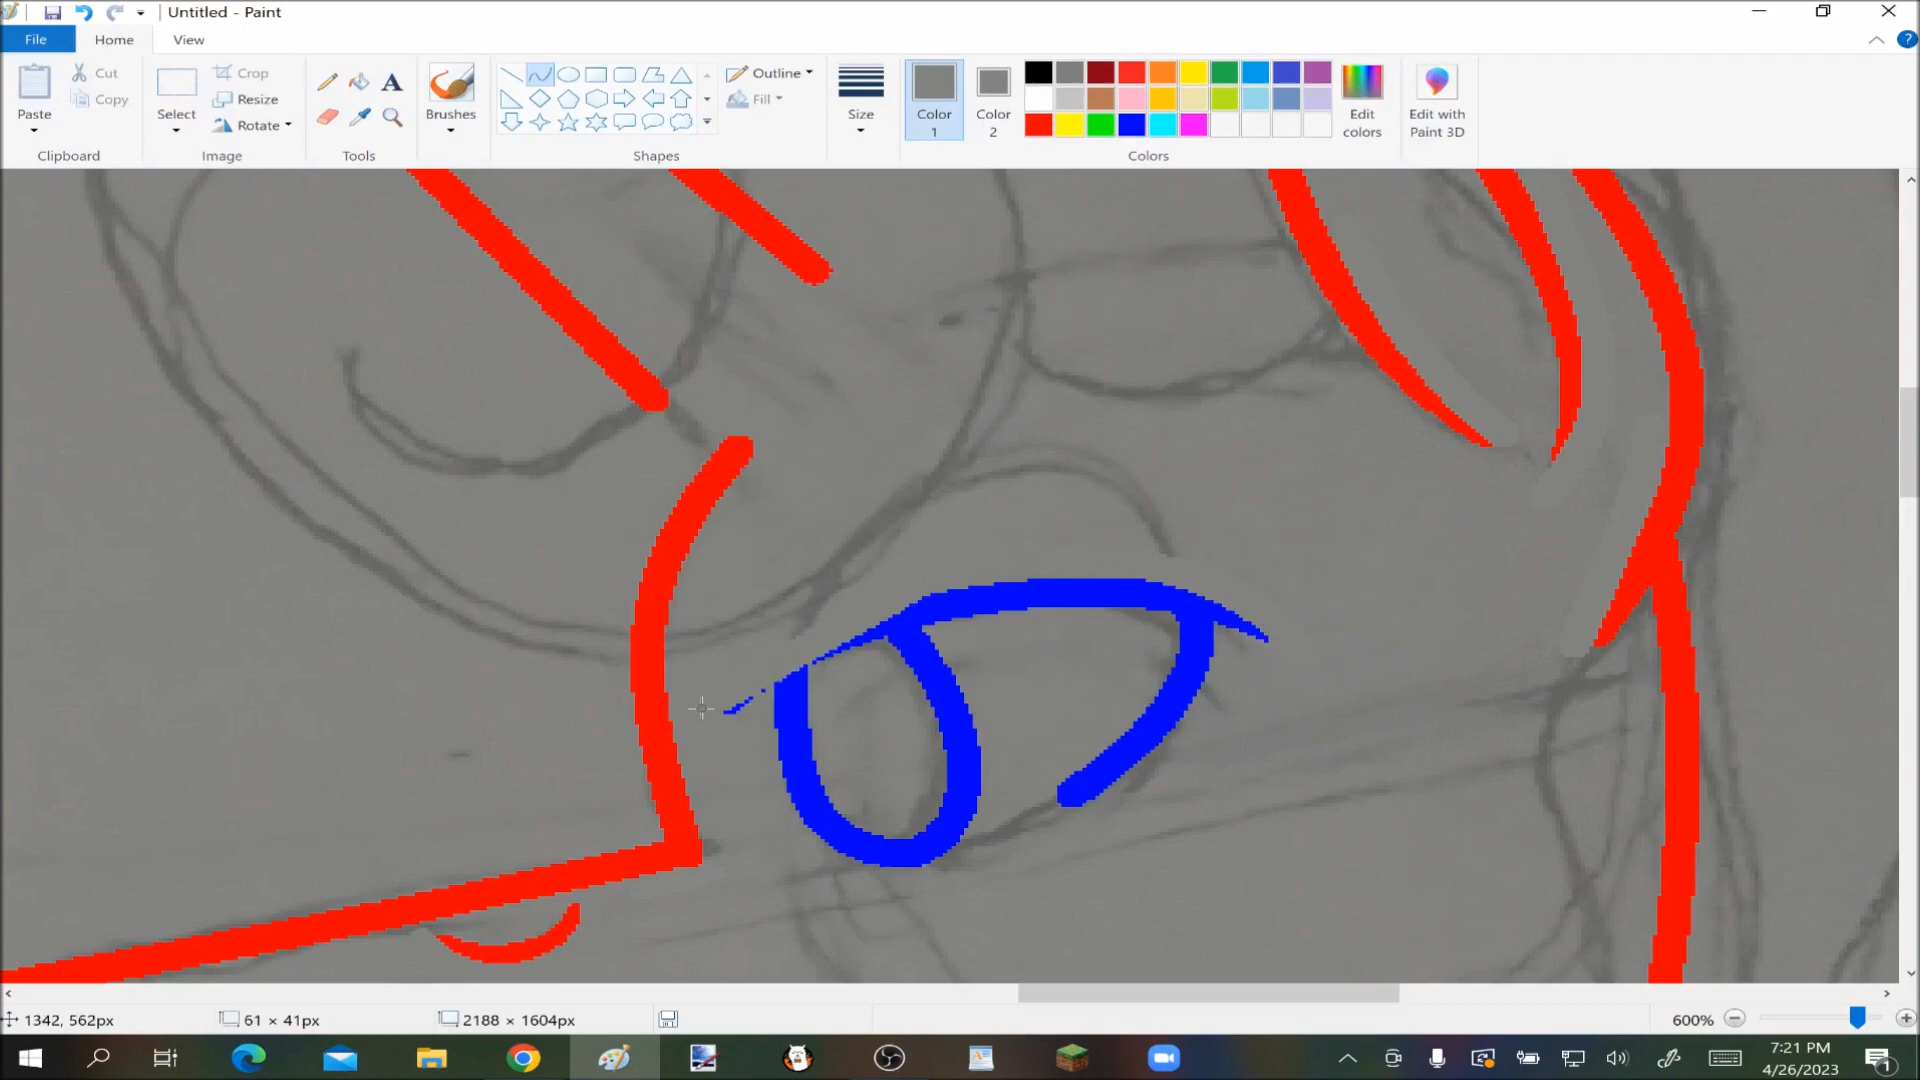 Untitled - Paint
File
Home
View
Paste
Cut
Copy
Clipboard
Select
Crop
Resize
Rotate
Image
A
Tools
Brushes
Shapes
Outline
Fill
Size
Color 1
Color 2
Colors
Edit colors
Edit with Paint 3D
?
1342, 562px
61 × 41px
2188 × 1604px
600%
7:21 PM
4/26/2023
1